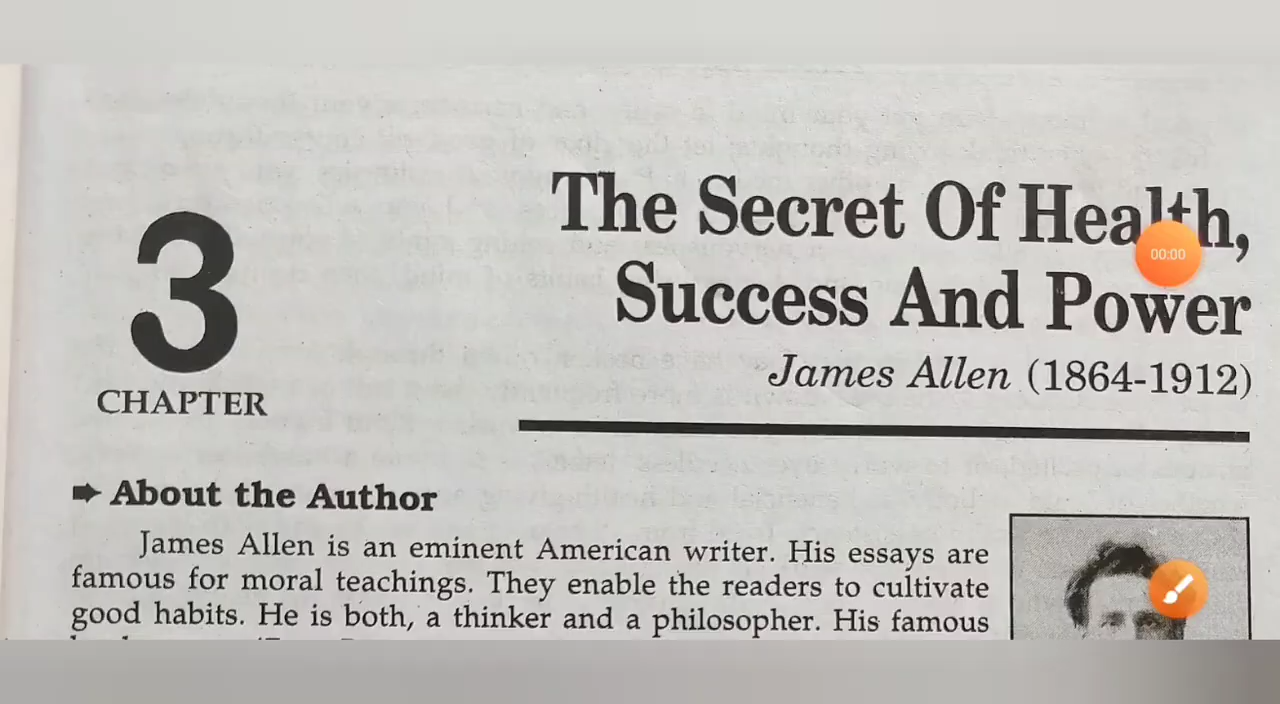 The Secret Of Health,
Success And Power
James Allen (1864-1912)
3
CHAPTER
00:00
About the Author
James Allen is an eminent American writer. His essays are
famous for moral teachings. They enable the readers to cultivate
good habits. He is both, a thinker and a philosopher. His famous